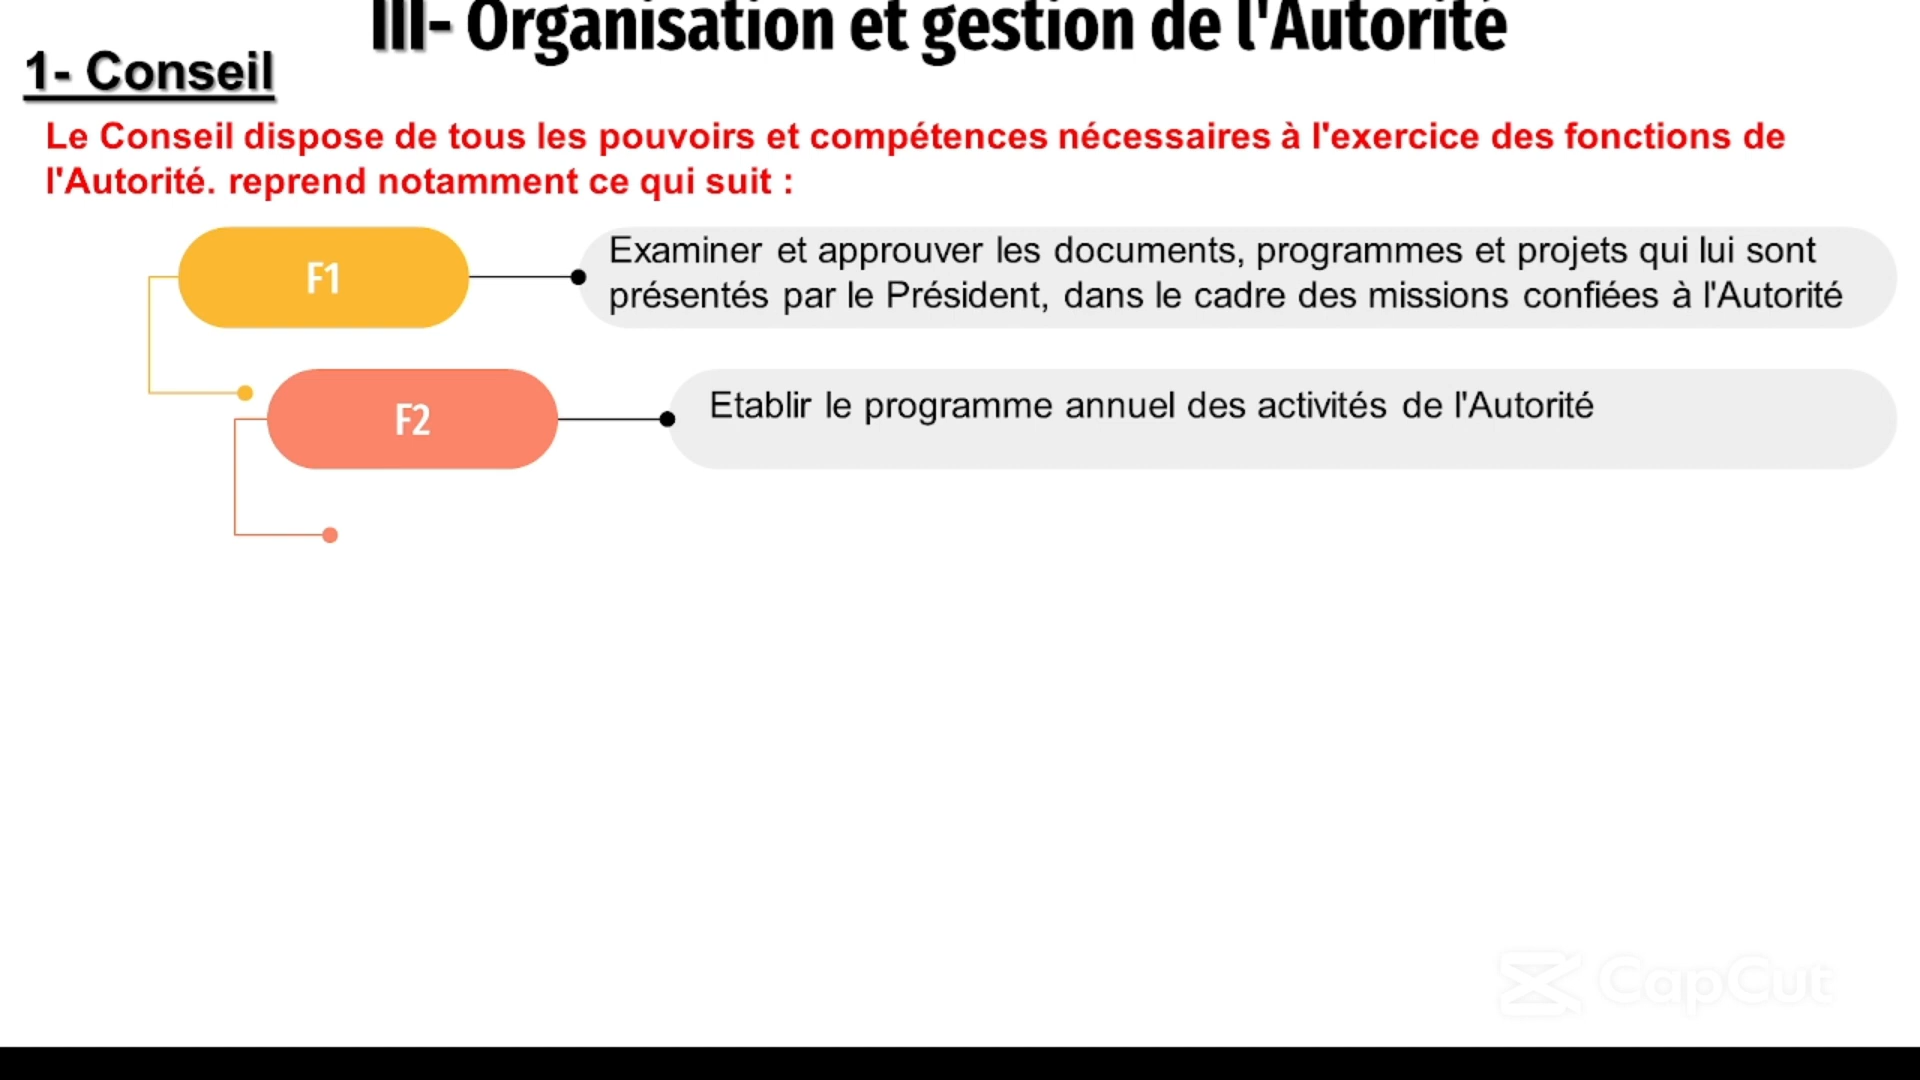 III- Organisation et gestion de l'Autorité
1- Conseil
Le Conseil dispose de tous les pouvoirs et compétences nécessaires à l'exercice des fonctions de
l'Autorité. reprend notamment ce qui suit :
F1
Examiner et approuver les documents, programmes et projets qui lui sont
présentés par le Président, dans le cadre des missions confiées à l'Autorité
F2
Etablir le programme annuel des activités de l'Autorité
CapCut